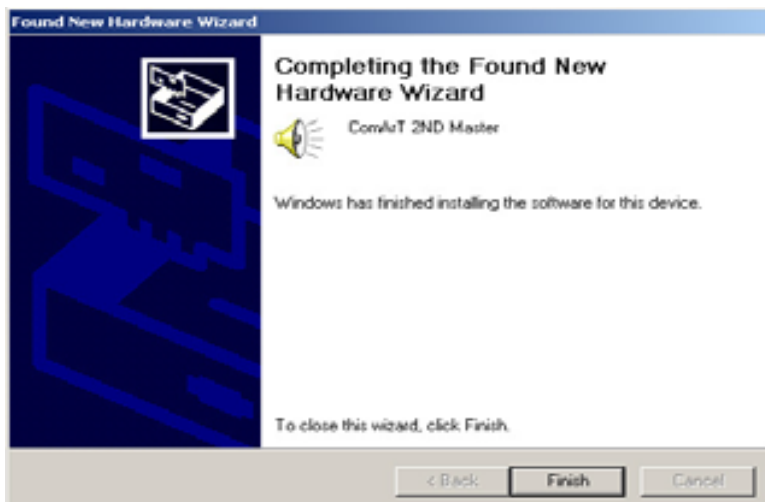 Found New Hardware Wizard
Completing the Found New
Hardware Wizard
ComArT 2ND Master
Windows has finished installing the software for this device.
To close this wizard, click Finish.
< Back
Finish
Cancel